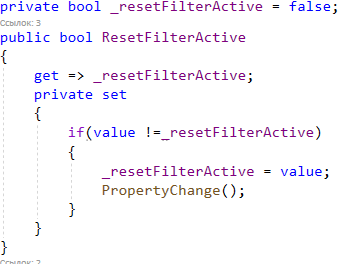 private bool _resetFilterActive = false;
Ссылок: 3
public bool ResetFilterActive
{
    get => _resetFilterActive;
    private set
    {
        if(value !=_resetFilterActive)
        {
            _resetFilterActive = value;
            PropertyChange();
        }
    }
}
Ссылок: 2